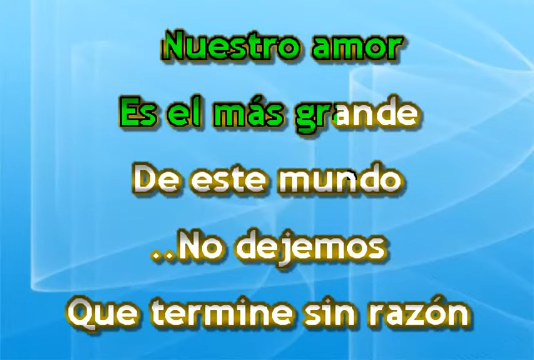 Nuestro amor
Es el más grande
De este mundo
..No dejemos
Que termine sin razón